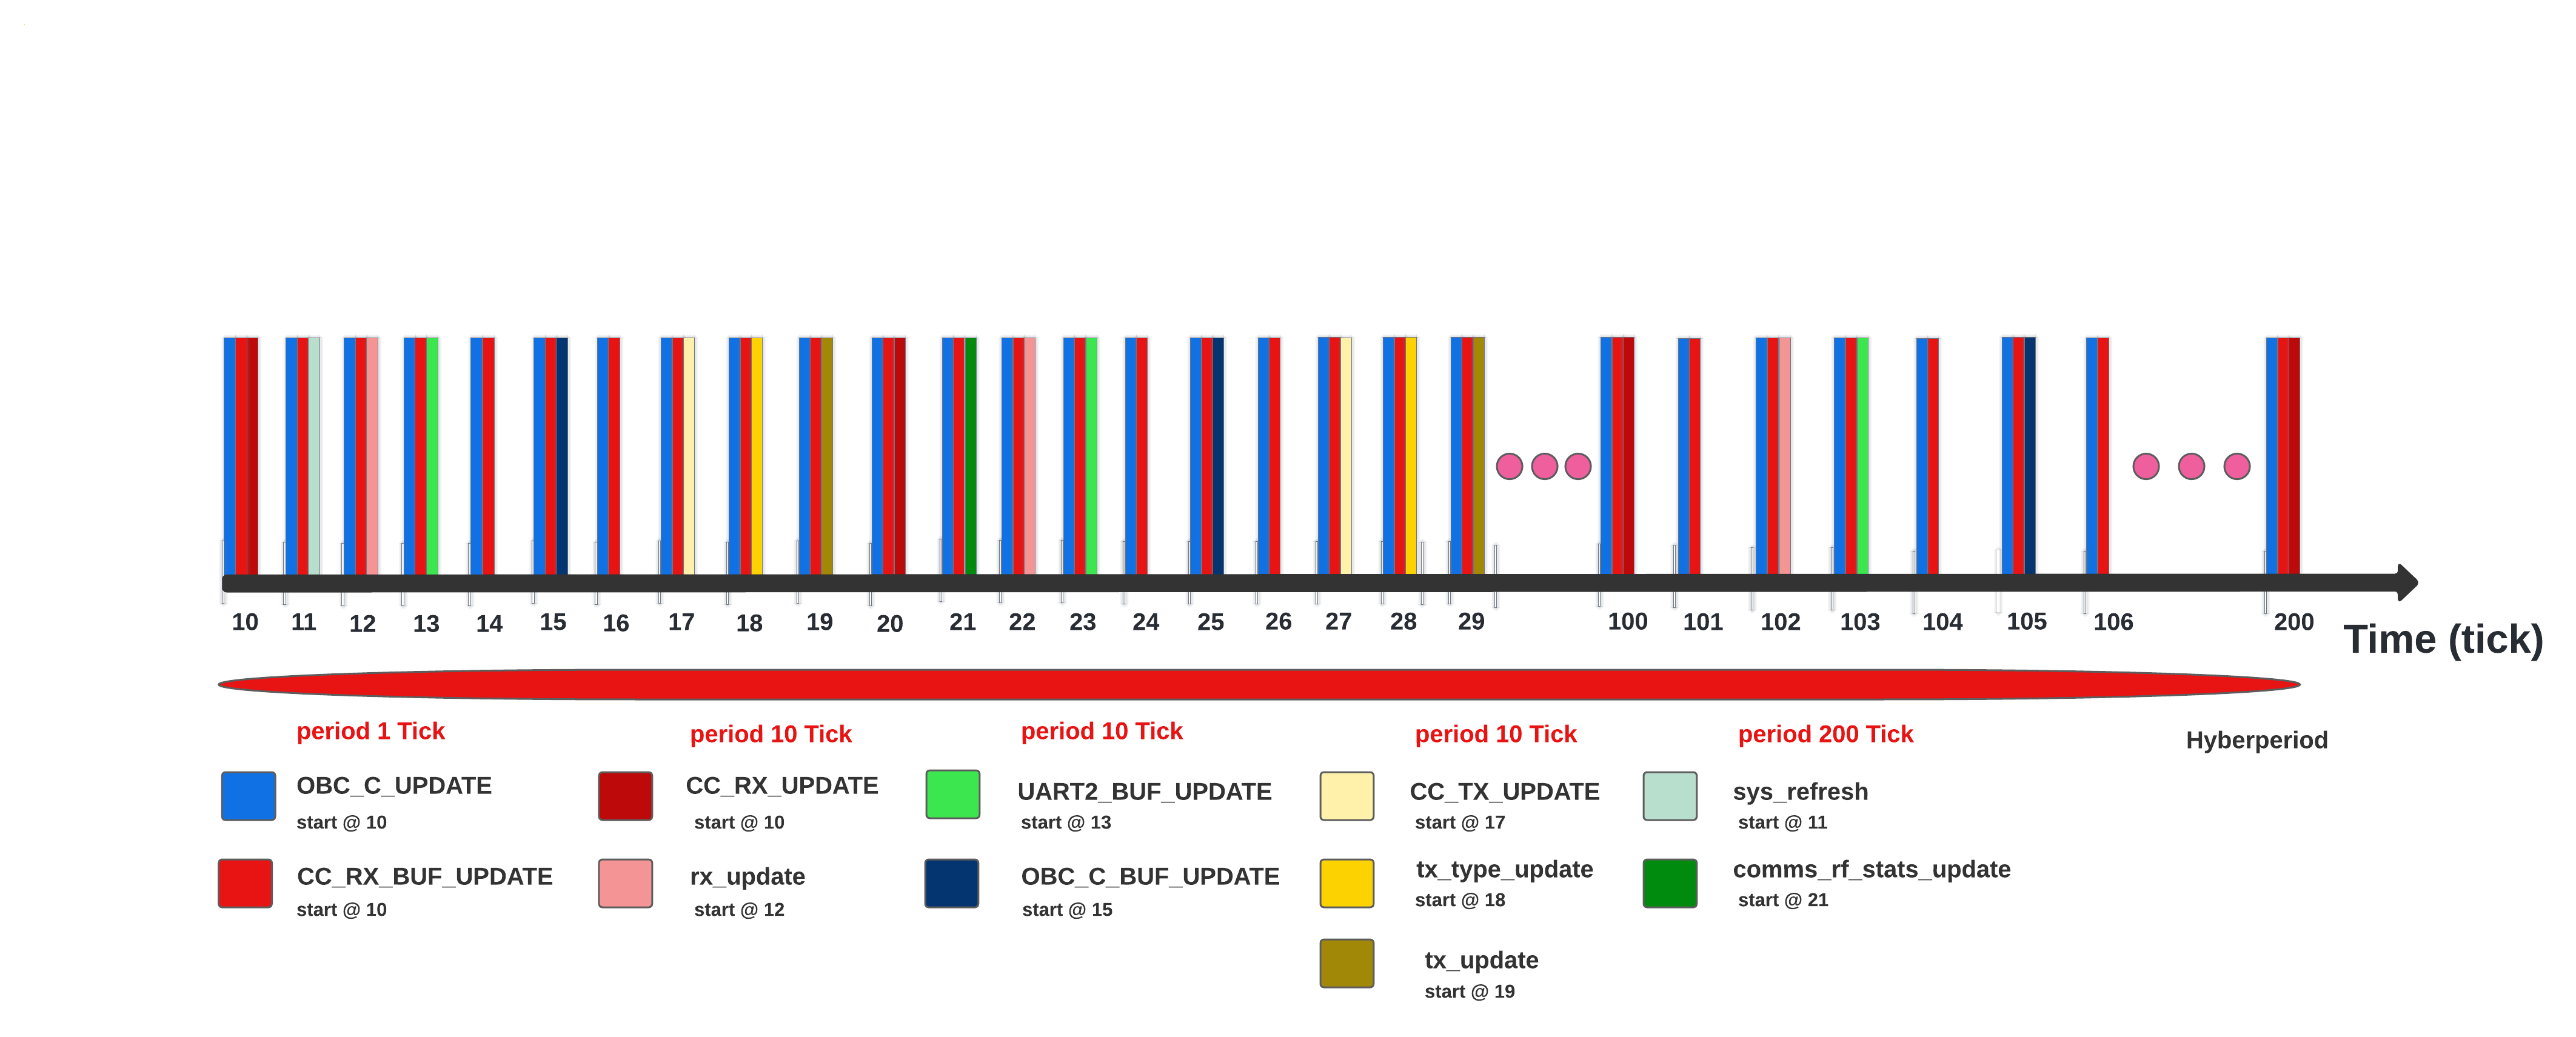 10 11 12 13 14 15 16 17 18 19 20 21 22 23 24 25 26 27 28 29 100 101 102 103 104 105 106 200
Time (tick)
period 1 Tick period 10 Tick period 10 Tick period 10 Tick period 200 Tick Hyberperiod
OBC_C_UPDATE CC_RX_UPDATE UART2_BUF_UPDATE CC_TX_UPDATE sys_refresh
start @ 10 start @ 10 start @ 13 start @ 17 start @ 11
CC_RX_BUF_UPDATE rx_update OBC_C_BUF_UPDATE tx_type_update comms_rf_stats_update
start @ 10 start @ 12 start @ 15 start @ 18 start @ 21
tx_update
start @ 19